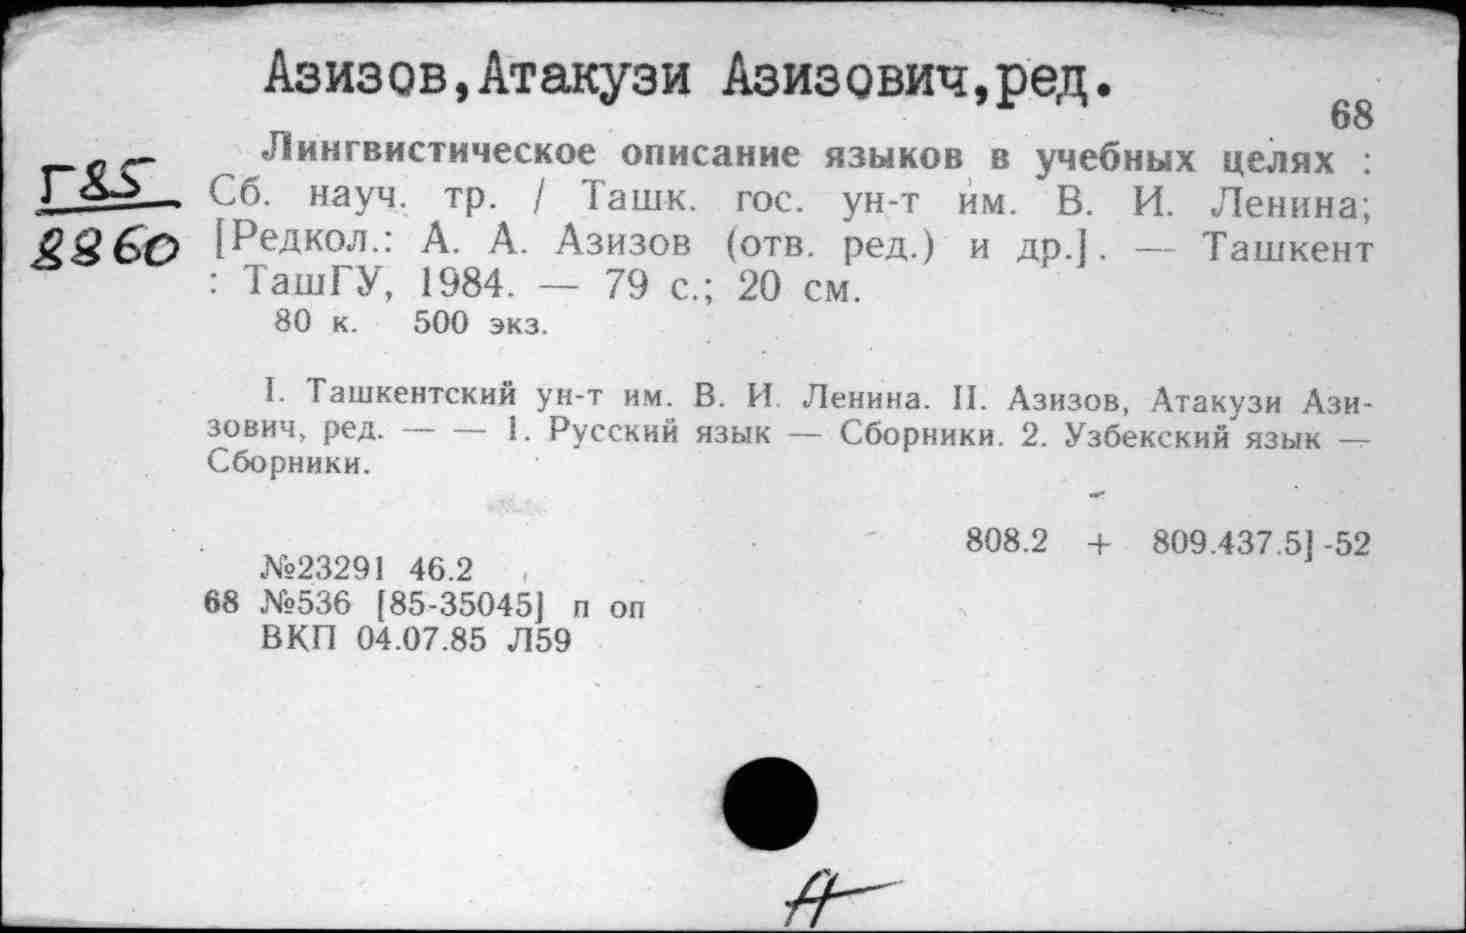 Азизов,Атакузи Азизович,ред.
68
Лингвистическое описание языков в учебных целях :
Г85
8860
Сб. науч. тр. / Ташк. гос. ун-т им. В. И. Ленина;
[Редкол.: А. А. Азизов (отв. ред.) и др.]. — Ташкент
: ТашГУ, 1984. — 79 с.; 20 см.
80 к. 500 экз.
I. Ташкентский ун-т им. В. И. Ленина. II. Азизов, Атакузи Ази-
зович, ред. — — 1. Русский язык — Сборники. 2. Узбекский язык —
Сборники.
808.2 + 809.437.5] -52
№23291 46.2
68 №536 [85-35045] п оп
ВКП 04.07.85 Л59